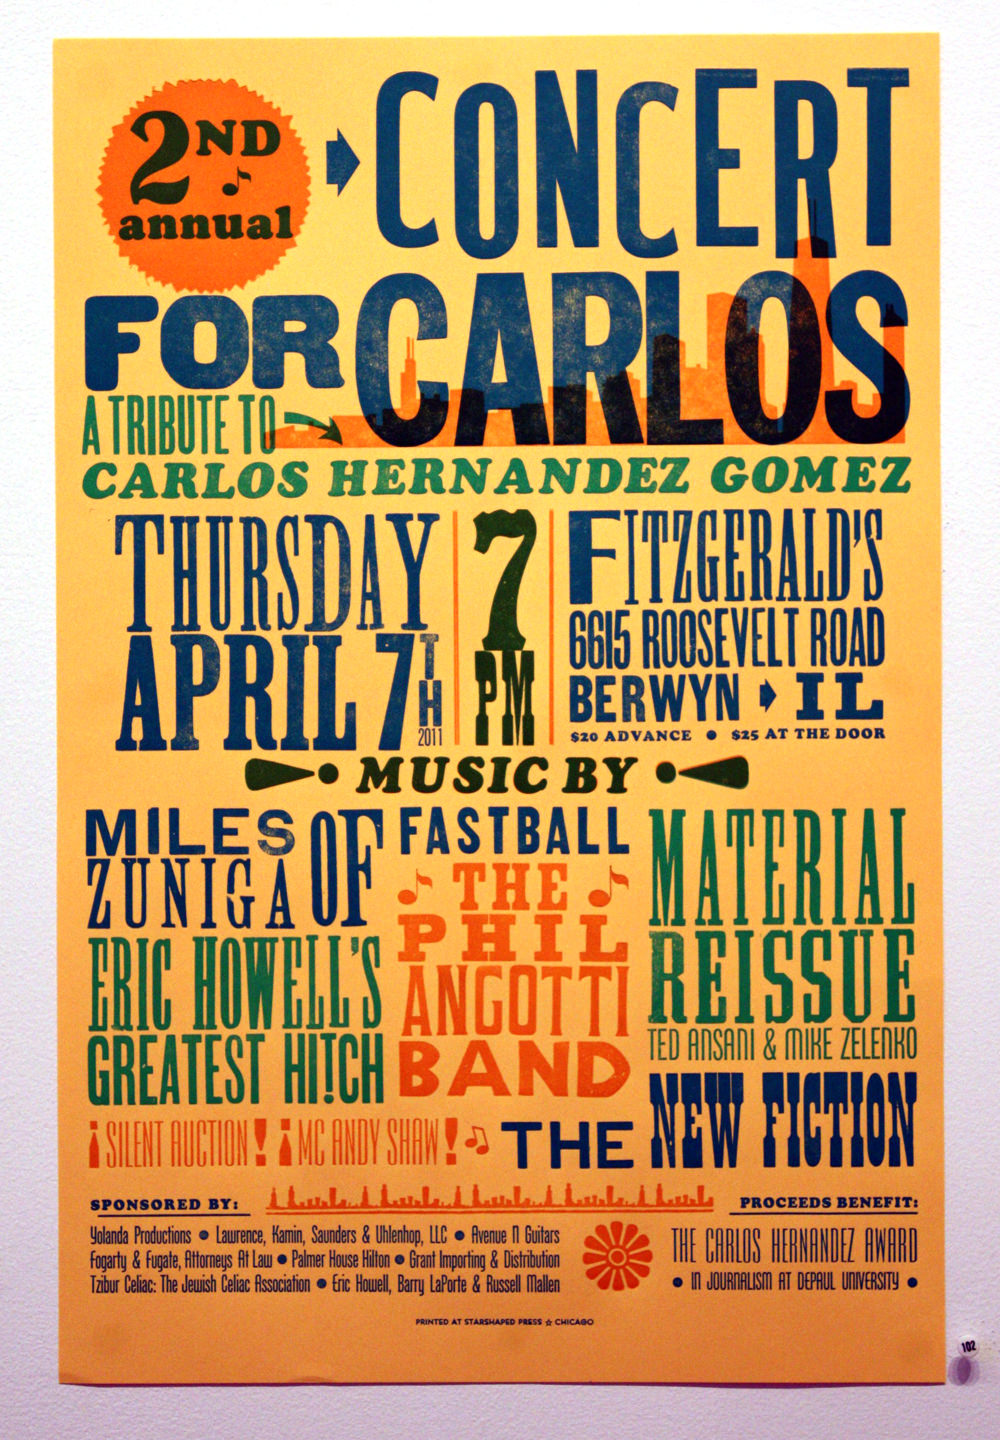 2ND
annual
CONCERT
FOR CARLOS
A TRIBUTE TO
CARLOS HERNANDEZ GOMEZ
THURSDAY
APRIL 7TH
2011
7
PM
FITZGERALD'S
6615 ROOSEVELT ROAD
BERWYN IL
$20 ADVANCE • $25 AT THE DOOR
MUSIC BY
MILES
ZUNIGA OF
FASTBALL
ERIC HOWELL'S
GREATEST HITCH
THE
PHIL
ANGOTTI
BAND
MATERIAL
REISSUE
TED ANSANI & MIKE ZELENKO
¡SILENT AUCTION! ¡MC ANDY SHAW!
THE NEW FICTION
SPONSORED BY:
Yolanda Productions • Lawrence, Kamin, Saunders & Uhlenhop, LLC • Avenue N Guitars
Fogarty & Fugate, Attorneys At Law • Palmer House Hilton • Grant Importing & Distribution
Tzibur Celiac: The Jewish Celiac Association • Eric Howell, Barry LaPorte & Russell Mallen
PROCEEDS BENEFIT:
THE CARLOS HERNANDEZ AWARD
• IN JOURNALISM AT DEPAUL UNIVERSITY •
PRINTED AT STARSHAPED PRESS ☆ CHICAGO
102